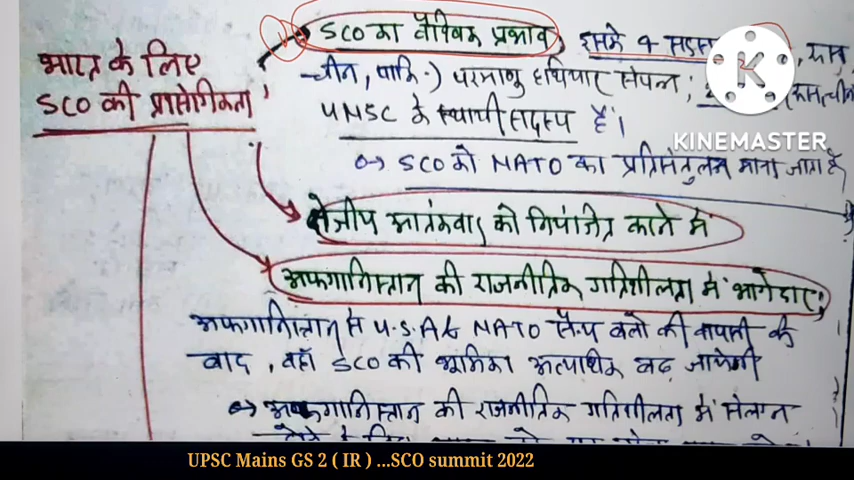 भारत के लिए
SCO की प्रासंगिकता
SCO का वैश्विक प्रभाव, इसके 4 सदस्य
चीन, पाकि.) परमाणु हथियार संपन्न;
UNSC के स्थायी सदस्य हैं।
SCO को NATO का प्रतिसंतुलन माना जाता है
क्षेत्रीय आतंकवाद को नियंत्रित करने में
अफगानिस्तान की राजनीतिक गतिशीलता में भागीदार;
अफगानिस्तान से U.S.A & NATO सैन्य बलों की वापसी के
बाद, वहाँ SCO की भूमिका अत्यधिक बढ़ जायेगी
अफगानिस्तान की राजनीतिक गतिशीलता में संलग्न
KINEMASTER
UPSC Mains GS 2 ( IR ) ...SCO summit 2022